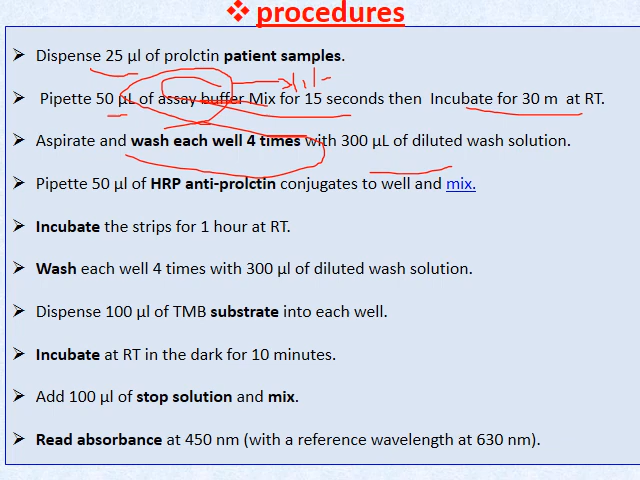 ❖ procedures
➢ Dispense 25 µl of prolctin patient samples.
➢ Pipette 50 µL of assay buffer Mix for 15 seconds then Incubate for 30 m at RT.
➢ Aspirate and wash each well 4 times with 300 µL of diluted wash solution.
➢ Pipette 50 µl of HRP anti-prolctin conjugates to well and mix.
➢ Incubate the strips for 1 hour at RT.
➢ Wash each well 4 times with 300 µl of diluted wash solution.
➢ Dispense 100 µl of TMB substrate into each well.
➢ Incubate at RT in the dark for 10 minutes.
➢ Add 100 µl of stop solution and mix.
➢ Read absorbance at 450 nm (with a reference wavelength at 630 nm).